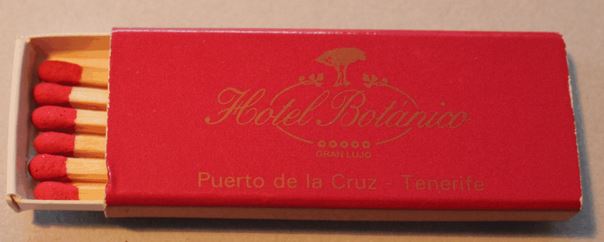 Hotel Botánico
GRAN LUJO
Puerto de la Cruz - Tenerife